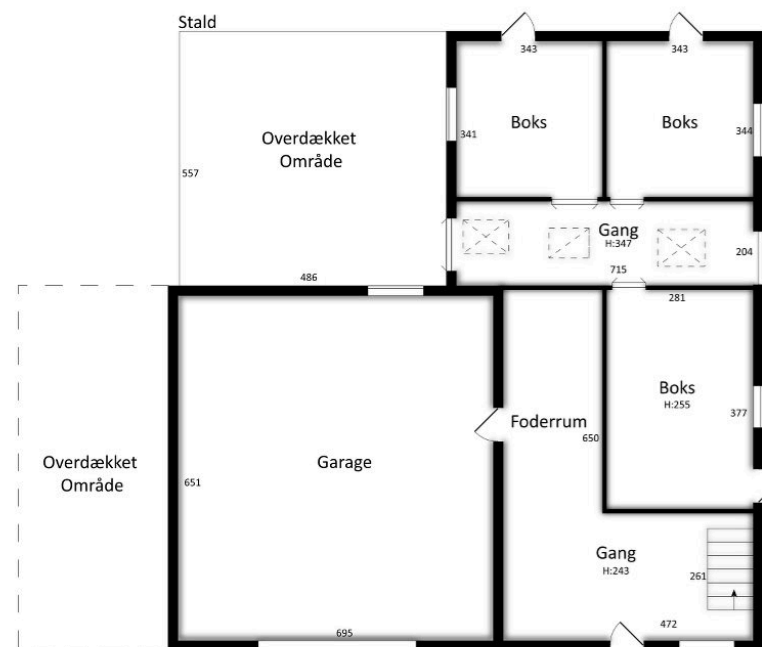 Stald
343
343
Overdækket
Område
Boks
Boks
341
344
557
Gang
H:347
204
486
715
281
Boks
H:255
377
Foderrum
650
Overdækket
Område
Garage
651
Gang
H:243
261
695
472